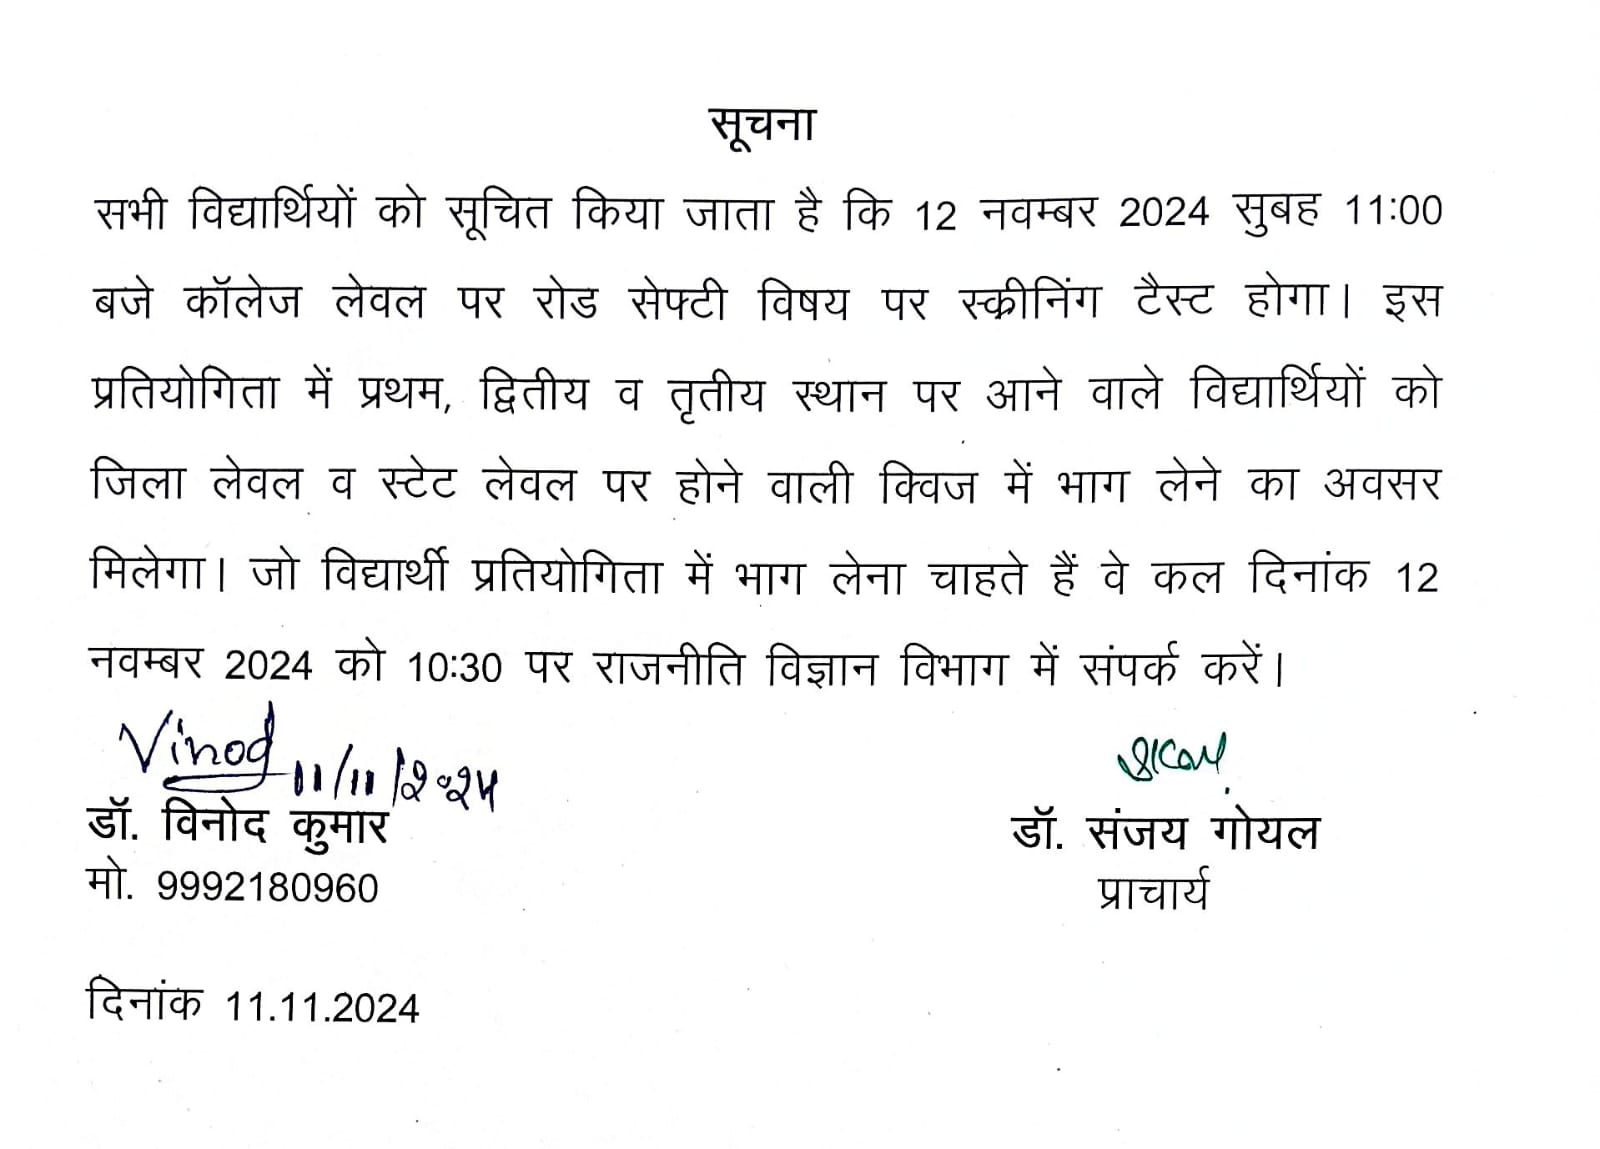 सूचना
सभी विद्यार्थियों को सूचित किया जाता है कि 12 नवम्बर 2024 सुबह 11:00
बजे कॉलेज लेवल पर रोड सेफ्टी विषय पर स्क्रीनिंग टैस्ट होगा। इस
प्रतियोगिता में प्रथम, द्वितीय व तृतीय स्थान पर आने वाले विद्यार्थियों को
जिला लेवल व स्टेट लेवल पर होने वाली क्विज में भाग लेने का अवसर
मिलेगा। जो विद्यार्थी प्रतियोगिता में भाग लेना चाहते हैं वे कल दिनांक 12
नवम्बर 2024 को 10:30 पर राजनीति विज्ञान विभाग में संपर्क करें।
Vinod 11/11/2024
डॉ. विनोद कुमार
मो. 9992180960
डॉ. संजय गोयल
प्राचार्य
दिनांक 11.11.2024